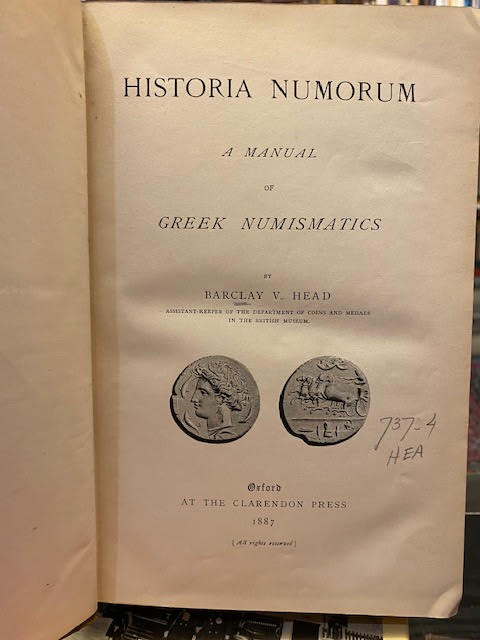 HISTORIA NUMORUM
A MANUAL
OF
GREEK NUMISMATICS
BY
BARCLAY V. HEAD
ASSISTANT-KEEPER OF THE DEPARTMENT OF COINS AND MEDALS
IN THE BRITISH MUSEUM.
737.4
HEA
Oxford
AT THE CLARENDON PRESS
1887
[All rights reserved]